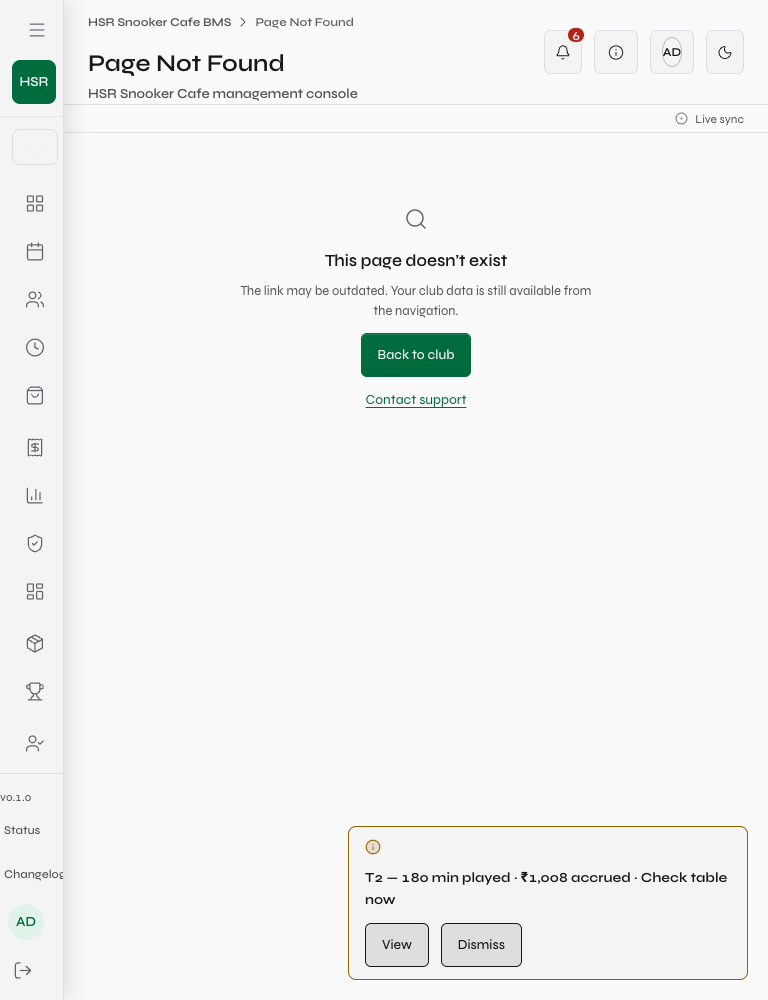 HSR Snooker Cafe BMS > Page Not Found
Page Not Found
HSR Snooker Cafe management console
6
AD
Live sync
HSR
This page doesn't exist
The link may be outdated. Your club data is still available from
the navigation.
Back to club
Contact support
v0.1.0
Status
Changelog
AD
T2 — 180 min played · ₹1,008 accrued · Check table
now
View
Dismiss